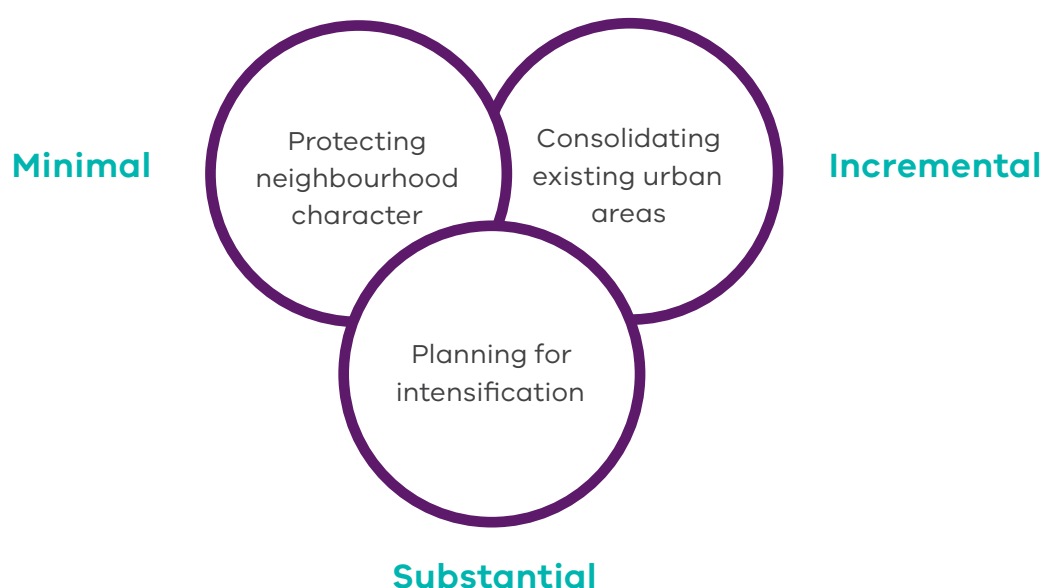 Minimal
Protecting
neighbourhood
character
Consolidating
existing urban
areas
Incremental
Planning for
intensification
Substantial